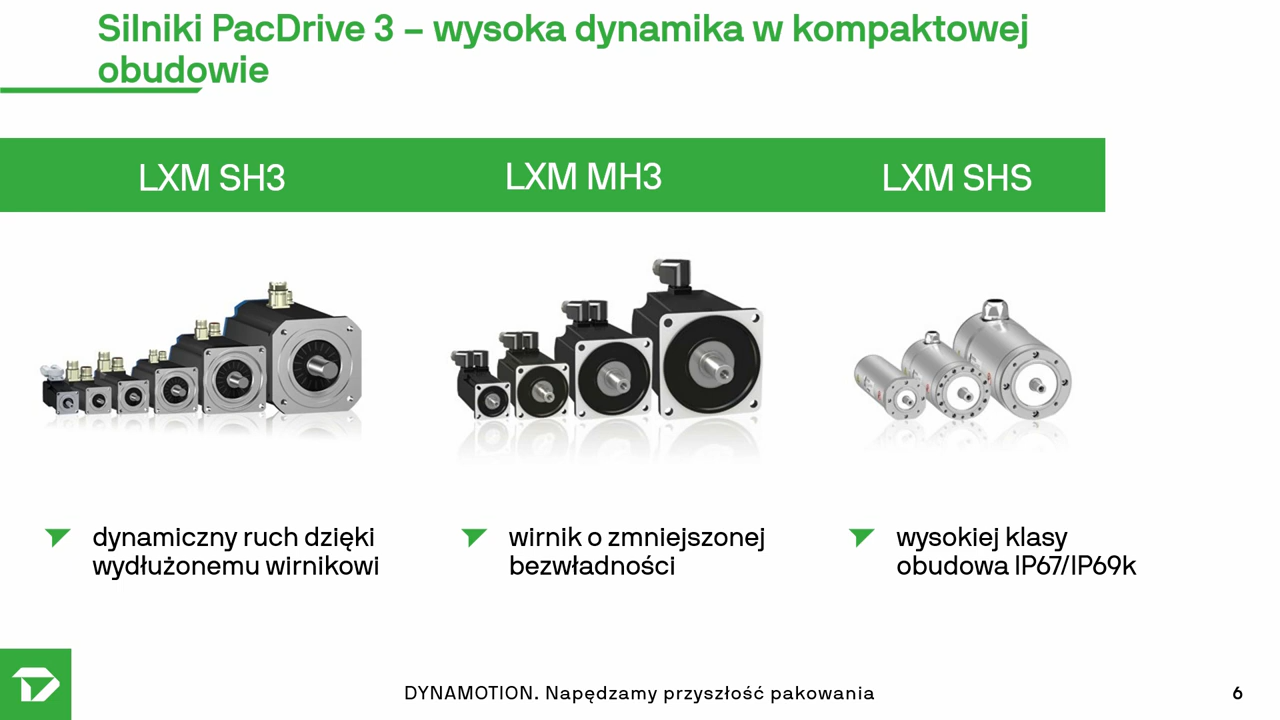 Silniki PacDrive 3 – wysoka dynamika w kompaktowej
obudowie
LXM SH3
LXM MH3
LXM SHS
dynamiczny ruch dzięki
wydłużonemu wirnikowi
wirnik o zmniejszonej
bezwładności
wysokiej klasy
obudowa IP67/IP69k
DYNAMOTION. Napędzamy przyszłość pakowania
6